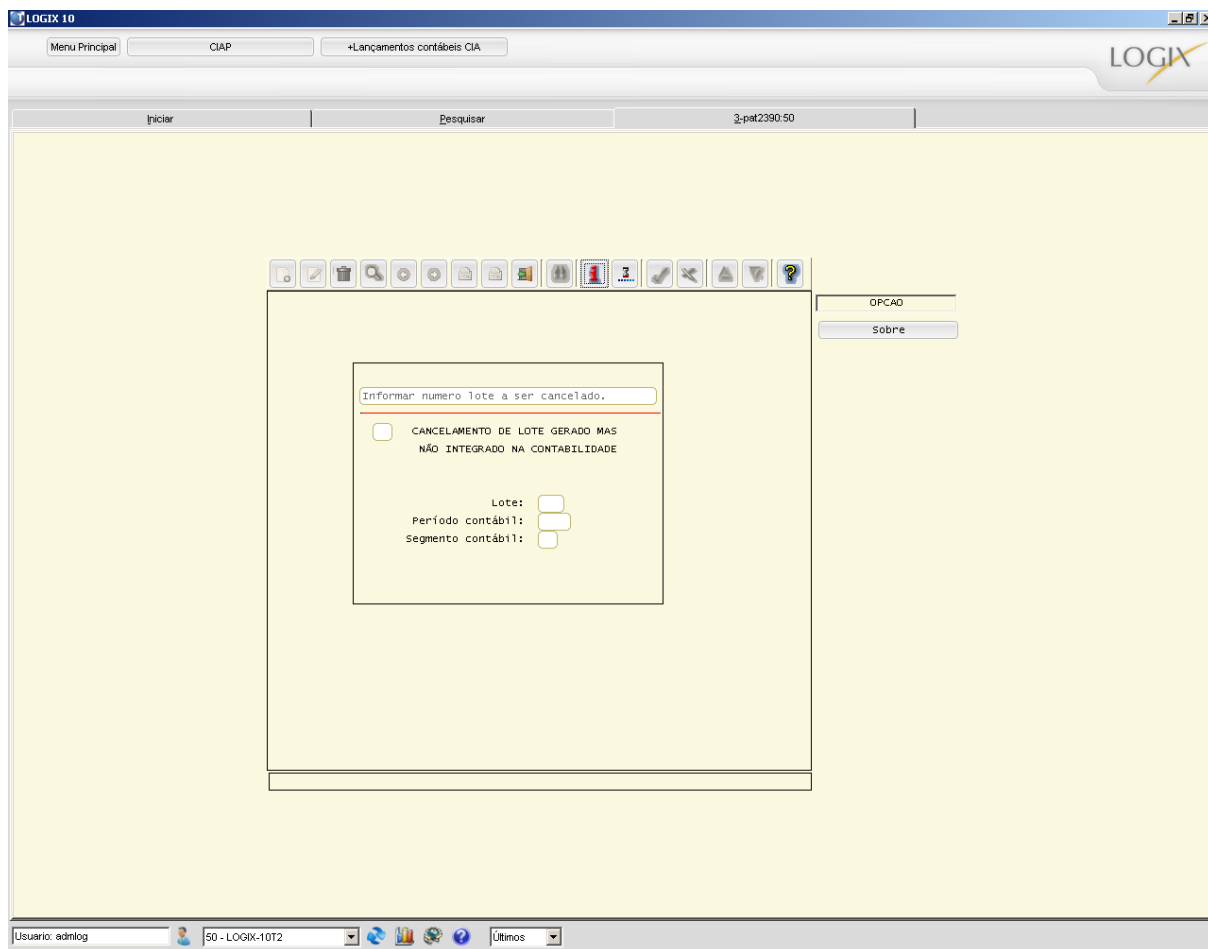 LOGIX 10
Menu Principal
CIAP
+Lançamentos contábeis CIA
LOGIX
Iniciar
Pesquisar
3-pat2390:50
OPCAO
Sobre
Informar numero lote a ser cancelado.
CANCELAMENTO DE LOTE GERADO MAS
NÃO INTEGRADO NA CONTABILIDADE
Lote:
Período contábil:
Segmento contábil:
Usuario: admlog
50 - LOGIX-10T2
Últimos